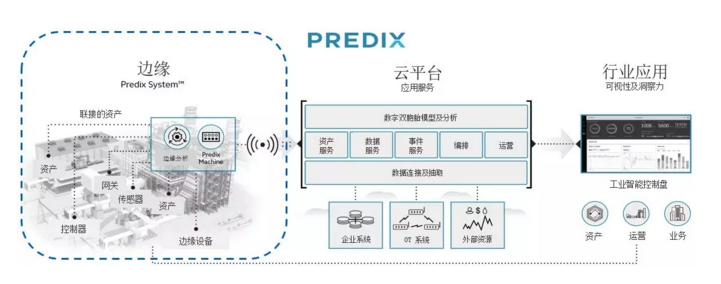 PREDIX
边缘
Predix System™
联接的资产
边缘分析
Predix
Machine
资产
网关
传感器
资产
控制器
边缘设备
云平台
应用服务
数字双胞胎模型及分析
资产
服务
数据
服务
事件
服务
编排
运营
数据连接及抽取
企业系统
OT 系统
外部资源
行业应用
可视性及洞察力
工业智能控制盘
资产
运营
业务